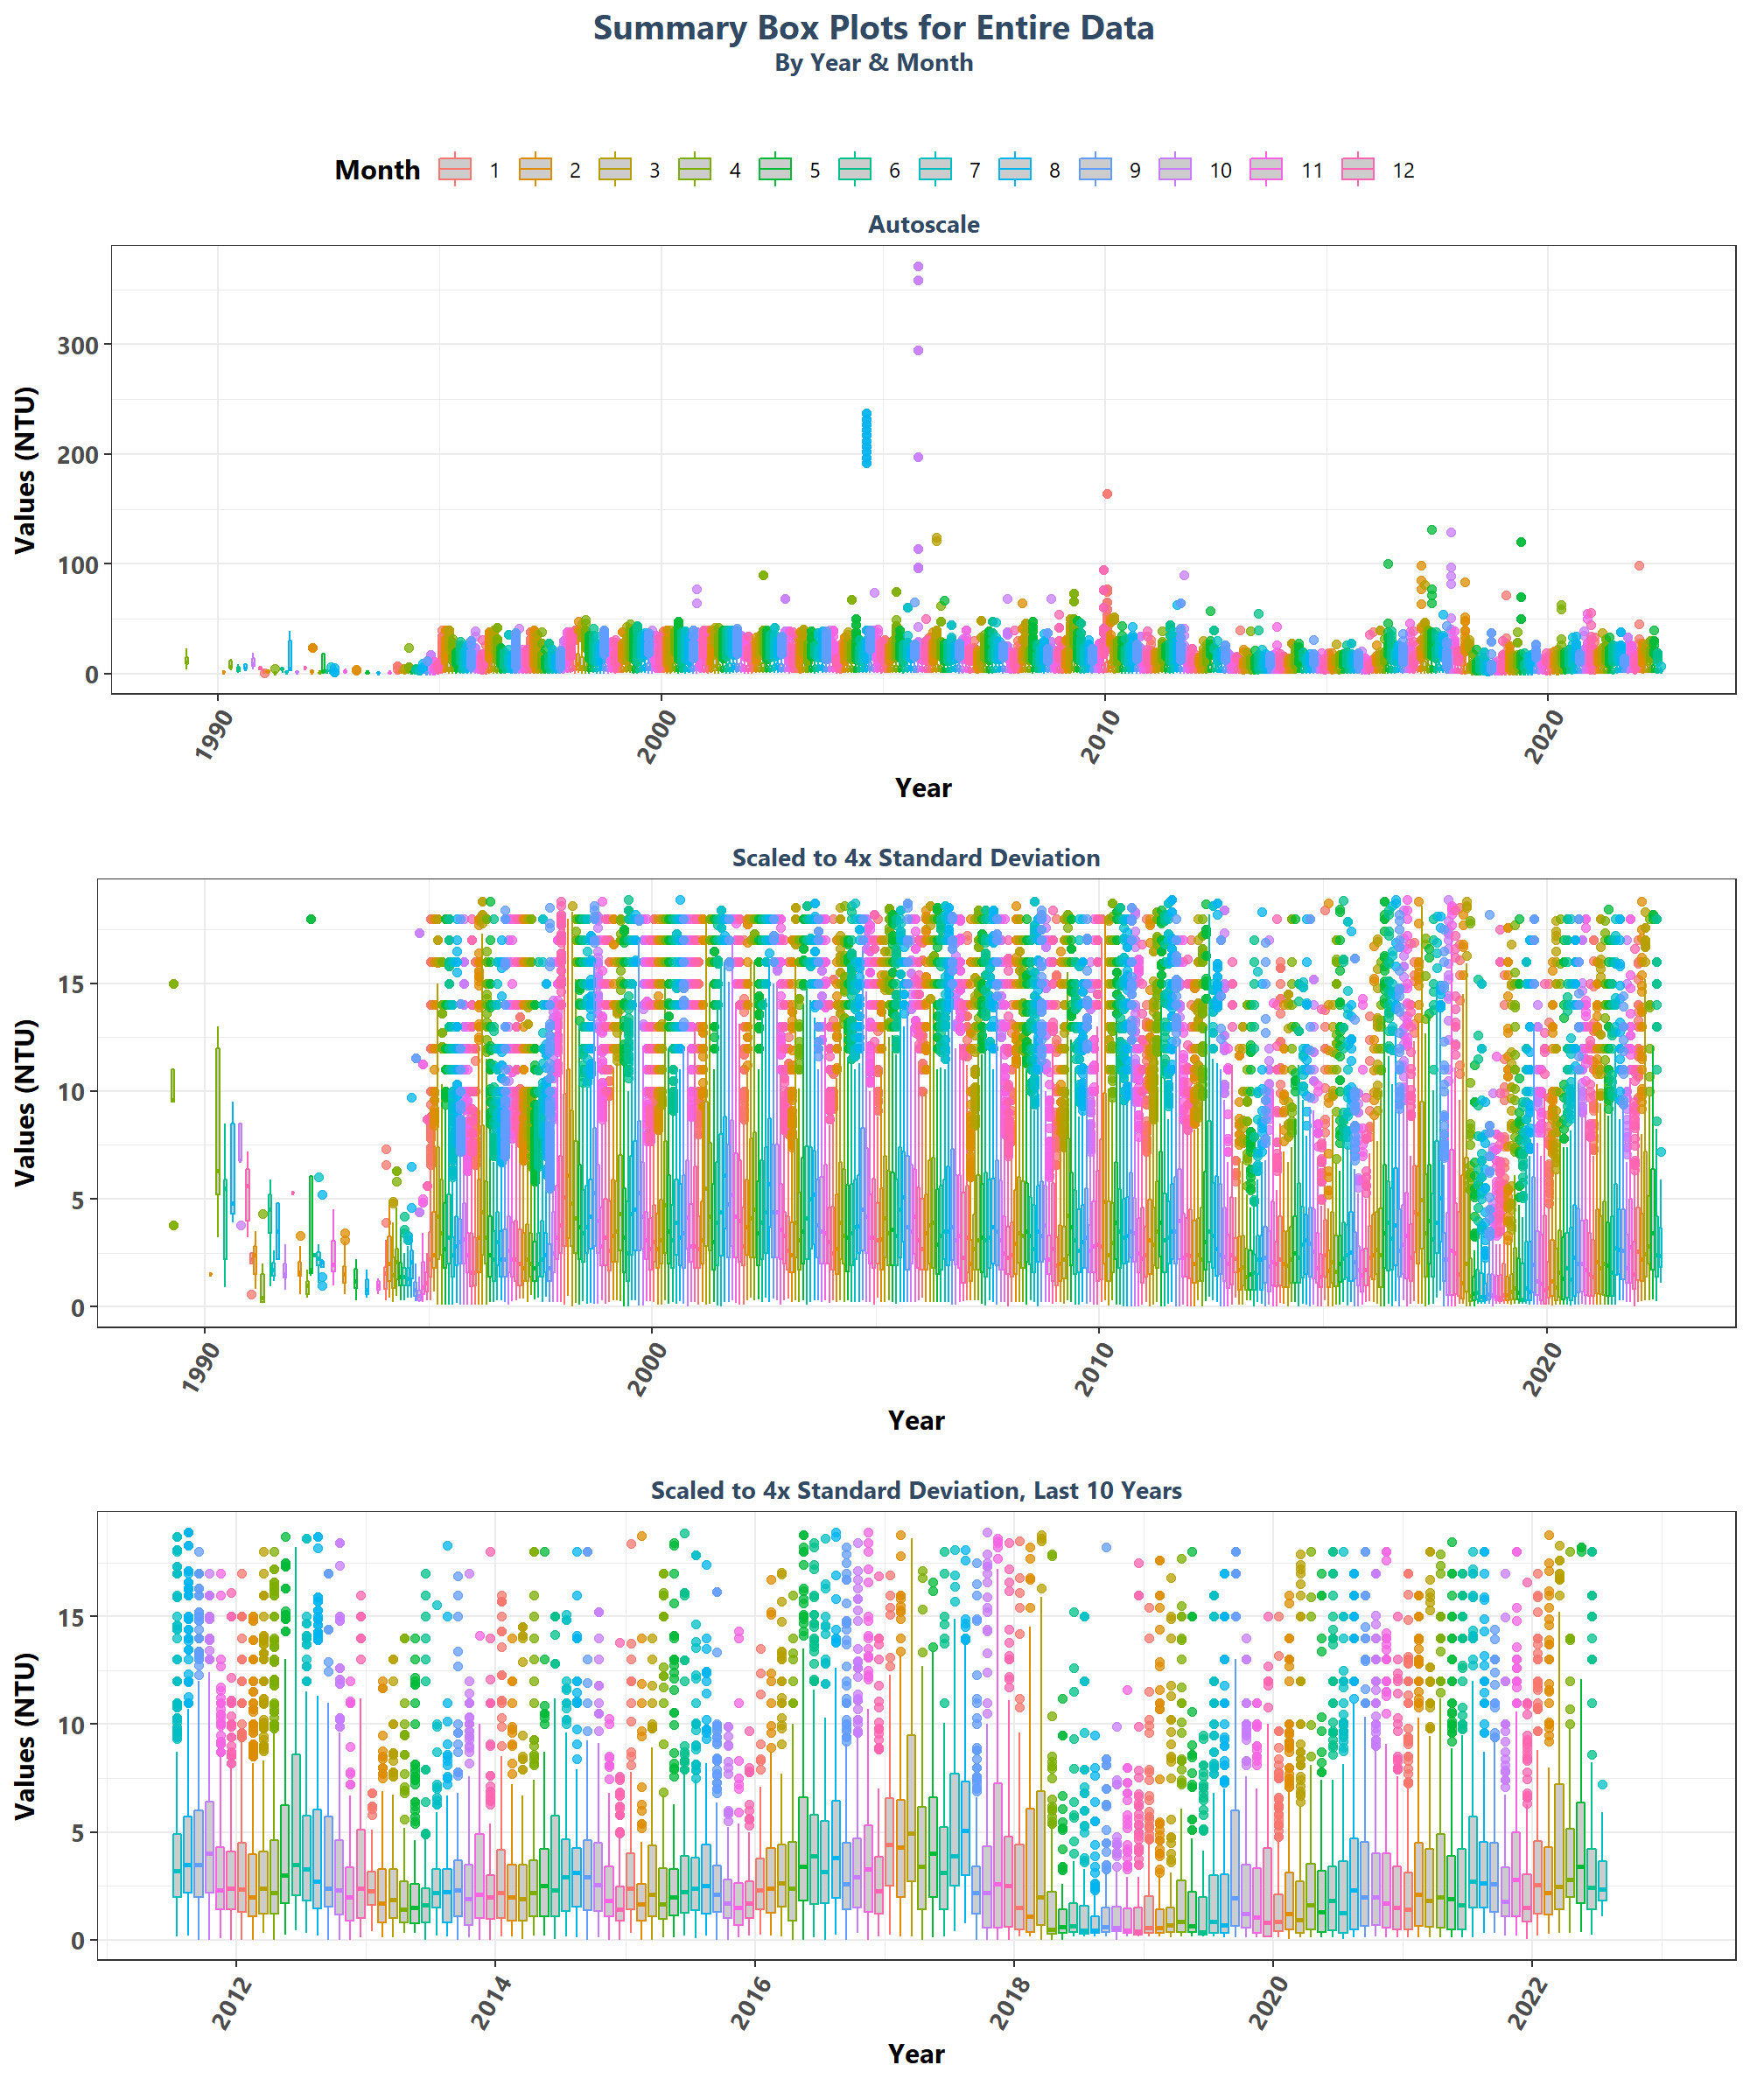 Summary Box Plots for Entire Data
By Year & Month
Month 1 2 3 4 5 6 7 8 9 10 11 12
Autoscale
Values (NTU)
300
200
100
0
1990 2000 2010 2020
Year
Scaled to 4x Standard Deviation
Values (NTU)
15
10
5
0
1990 2000 2010 2020
Year
Scaled to 4x Standard Deviation, Last 10 Years
Values (NTU)
15
10
5
0
2012 2014 2016 2018 2020 2022
Year